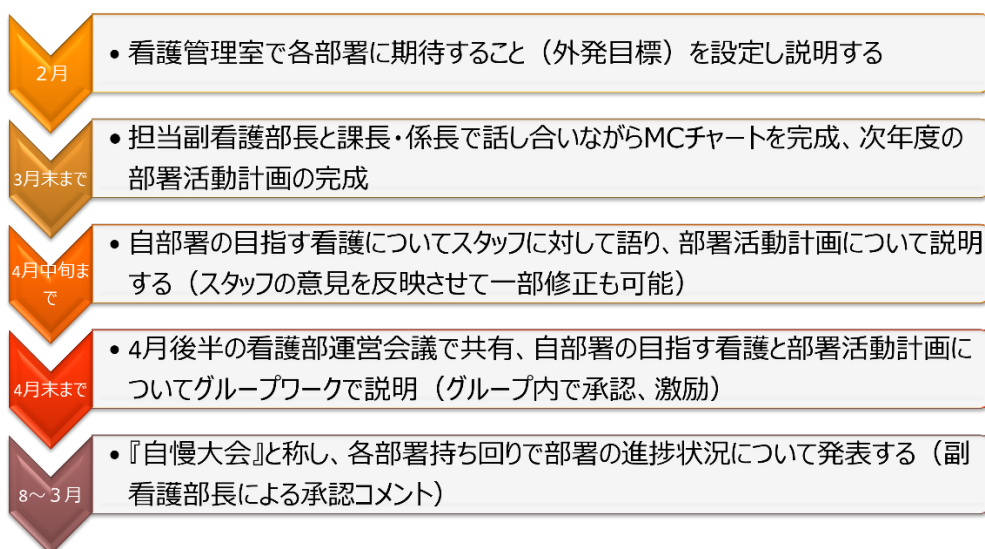 2月
• 看護管理室で各部署に期待すること（外発目標）を設定し説明する
3月末まで
• 担当副看護部長と課長・係長で話し合いながらMCチャートを完成、次年度の
部署活動計画の完成
4月中旬ま
で
• 自部署の目指す看護についてスタッフに対して語り、部署活動計画について説明
する（スタッフの意見を反映させて一部修正も可能）
4月末まで
• 4月後半の看護部運営会議で共有、自部署の目指す看護と部署活動計画に
ついてグループワークで説明（グループ内で承認、激励）
8～３月
• 『自慢大会』と称し、各部署持ち回りで部署の進捗状況について発表する（副
看護部長による承認コメント）